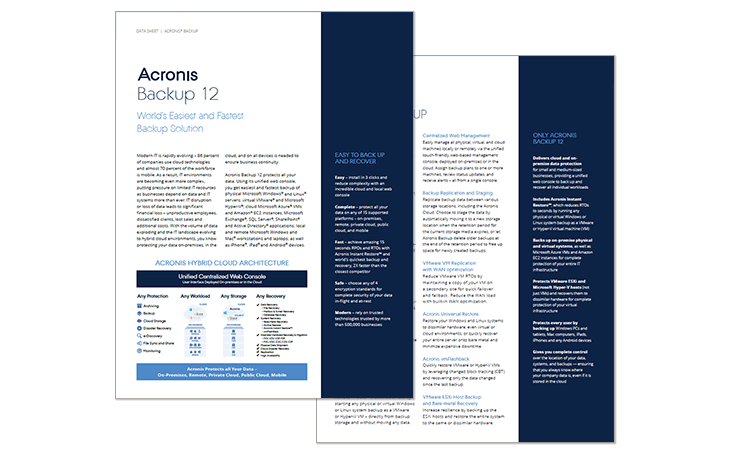 DATA SHEET | ACRONIS® BACKUP
Acronis
Backup 12
World's Easiest and Fastest
Backup Solution
Modern IT is rapidly evolving – 86 percent
of companies use cloud technologies
and almost 70 percent of the workforce
is mobile. As a result, IT environments
are becoming even more complex,
putting pressure on limited IT resources
as businesses depend on data and IT
systems more than ever. IT disruption
or loss of data leads to significant
financial loss – unproductive employees,
dissatisfied clients, lost sales and
additional costs. With the volume of data
exploding and the IT landscape evolving
to hybrid cloud environments, you know
protecting your data on-premises, in the
cloud, and on all devices is needed to
ensure business continuity.
Acronis Backup 12 protects all your
data. Using its unified web console,
you get easiest and fastest backup of
physical Microsoft Windows® and Linux®
servers; virtual VMware® and Microsoft
Hyper-V®; cloud Microsoft Azure® VMs
and Amazon® EC2 instances; Microsoft
Exchange®, SQL Server®, SharePoint®
and Active Directory® applications; local
and remote Microsoft Windows and
Mac® workstations and laptops; as well
as iPhone®, iPad® and Android® devices.
ACRONIS HYBRID CLOUD ARCHITECTURE
Unified Centralized Web Console
User Interface Deployed On-premises or in the Cloud
Any Protection
Any Workload
Any Storage
Any Recovery
Archiving
Backup
Cloud Storage
Disaster Recovery
e-Discovery
File Sync and Share
Monitoring
Acronis Protects all Your Data –
On-Premises, Remote, Private Cloud, Public Cloud, Mobile
EASY TO BACK UP
AND RECOVER
Easy – install in 3 clicks and
reduce complexity with an
incredible cloud and local web
console
Complete – protect all your
data on any of 15 supported
platforms – on-premises,
remote, private cloud, public
cloud, and mobile
Fast – achieve amazing 15
seconds RPOs and RTOs with
Acronis Instant Restore™ and
world's quickest backup and
recovery, 2X faster than the
closest competitor
Safe – choose any of 4
encryption standards for
complete security of your data
in-flight and at-rest
Modern – rely on trusted
technologies trusted by more
than 500,000 businesses
UP
Centralized Web Management
Easily manage all physical, virtual, and cloud
machines locally or remotely via the unified
touch-friendly web-based management
console, deployed on-premises or in the
cloud. Assign backup plans to one or more
machines, review status updates, and
receive alerts – all from a single console.
Backup Replication and Staging
Replicate backup data between various
storage locations, including the Acronis
Cloud. Choose to stage the data by
automatically moving it to a new storage
location when the retention period for
the current storage media expires, or let
Acronis Backup delete older backups at
the end of the retention period to free up
space for newly created backups.
VMware VM Replication
with WAN optimization
Reduce VMware VM RTOs by
maintaining a copy of your VM on
a secondary site for quick failover
and failback. Reduce the WAN load
with built-in WAN optimization.
Acronis Universal Restore
Restore your Windows and Linux systems
to dissimilar hardware, even virtual or
cloud environments, or quickly recover
your entire server onto bare metal and
minimize expensive downtime.
Acronis vmFlashback
Quickly restore VMware or Hyper-V VMs
by leveraging changed block tracking (CBT)
and recovering only the data changed
since the last backup.
VMware ESXi Host Backup
and Bare-metal Recovery
Increase resilience by backing up the
ESXi hosts and restore the entire system
to the same or dissimilar hardware.
starting any physical or virtual Windows
or Linux system backup as a VMware
or Hyper-V VM – directly from backup
storage and without moving any data.
ONLY ACRONIS
BACKUP 12
Delivers cloud and on-
premise data protection
for small and medium-sized
businesses, providing a unified
web console to back up and
recover all individual workloads.
Includes Acronis Instant
Restore™, which reduces RTOs
to seconds by running any
physical or virtual Windows or
Linux system backup as a VMware
or Hyper-V virtual machine (VM)
Backs up on-premise physical
and virtual systems, as well as
Microsoft Azure VMs and Amazon
EC2 instances for complete
protection of your entire IT
infrastructure
Protects VMware ESXi and
Microsoft Hyper-V hosts (not
just VMs) and recovers them to
dissimilar hardware for complete
protection of your virtual
infrastructure
Protects every user by
backing up Windows PCs and
tablets, Mac computers, iPads,
iPhones and any Android devices
Gives you complete control
over the location of your data,
systems, and backups — ensuring
that you always know where
your company data is, even if it is
stored in the cloud